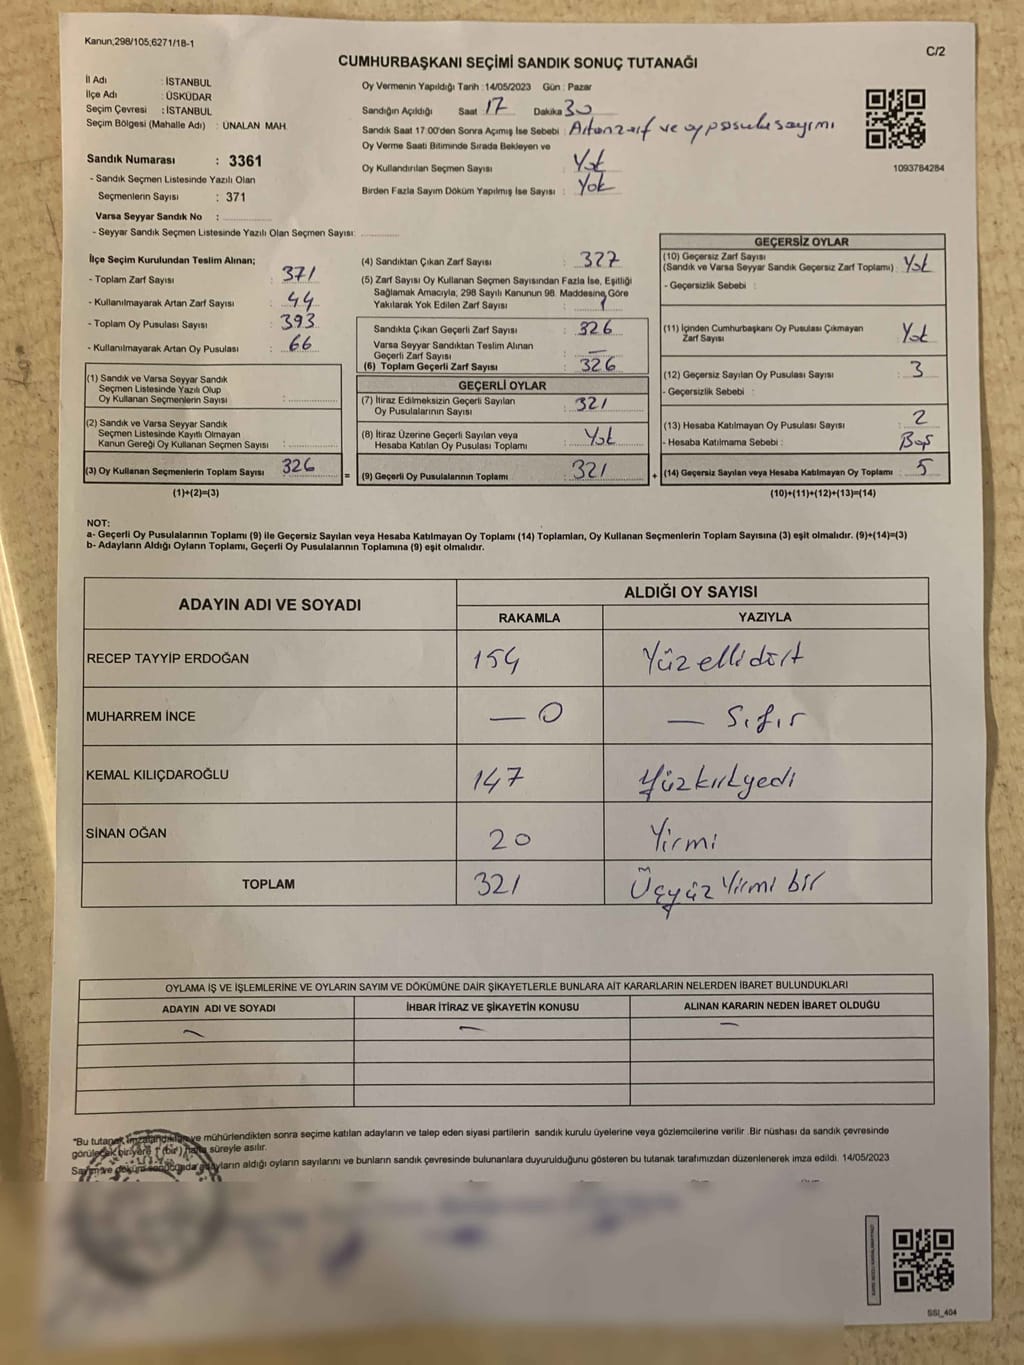 Kanun;298/105;6271/18-1
C/2
CUMHURBAŞKANI SEÇİMİ SANDIK SONUÇ TUTANAĞI
İl Adı : İSTANBUL
İlçe Adı : ÜSKÜDAR
Seçim Çevresi : İSTANBUL
Seçim Bölgesi (Mahalle Adı) : ÜNALAN MAH.
Sandık Numarası : 3361
- Sandık Seçmen Listesinde Yazılı Olan
Seçmenlerin Sayısı : 371
Varsa Seyyar Sandık No :
- Seyyar Sandık Seçmen Listesinde Yazılı Olan Seçmen Sayısı:
Oy Vermenin Yapıldığı Tarih :14/05/2023 Gün : Pazar
Sandığın Açıldığı Saat 17 Dakika 30
Sandık Saat 17:00'den Sonra Açımış İse Sebebi : Artan zarf ve oy pusulası sayımı
Oy Verme Saati Bitiminde Sırada Bekleyen ve
Oy Kullandırılan Seçmen Sayısı : Yok
Birden Fazla Sayım Döküm Yapılmış İse Sayısı : Yok
1093784284
İlçe Seçim Kurulundan Teslim Alınan;
- Toplam Zarf Sayısı : 371
- Kullanılmayarak Artan Zarf Sayısı : 44
- Toplam Oy Pusulası Sayısı : 393
- Kullanılmayarak Artan Oy Pusulası : 66
(1) Sandık ve Varsa Seyyar Sandık
Seçmen Listesinde Yazılı Olup
Oy Kullanan Seçmenlerin Sayısı :
(2) Sandık ve Varsa Seyyar Sandık
Seçmen Listesinde Kayıtlı Olmayan
Kanun Gereği Oy Kullanan Seçmen Sayısı :
(3) Oy Kullanan Seçmenlerin Toplam Sayısı : 326 =
(1)+(2)=(3)
(4) Sandıktan Çıkan Zarf Sayısı : 327
(5) Zarf Sayısı Oy Kullanan Seçmen Sayısından Fazla İse, Eşitliği
Sağlamak Amacıyla; 298 Sayılı Kanunun 98. Maddesine Göre
Yakılarak Yok Edilen Zarf Sayısı : 1
Sandıkta Çıkan Geçerli Zarf Sayısı : 326
Varsa Seyyar Sandıktan Teslim Alınan
Geçerli Zarf Sayısı : —
(6) Toplam Geçerli Zarf Sayısı : 326
GEÇERLİ OYLAR
(7) İtiraz Edilmeksizin Geçerli Sayılan
Oy Pusulalarının Sayısı : 321
(8) İtiraz Üzerine Geçerli Sayılan veya
Hesaba Katılan Oy Pusulası Toplamı : Yok
(9) Geçerli Oy Pusulalarının Toplamı : 321 +
GEÇERSİZ OYLAR
(10) Geçersiz Zarf Sayısı
(Sandık ve Varsa Seyyar Sandık Geçersiz Zarf Toplamı) : Yok
- Geçersizlik Sebebi :
(11) İçinden Cumhurbaşkanı Oy Pusulası Çıkmayan
Zarf Sayısı : Yok
(12) Geçersiz Sayılan Oy Pusulası Sayısı : 3
- Geçersizlik Sebebi :
(13) Hesaba Katılmayan Oy Pusulası Sayısı : 2
- Hesaba Katılmama Sebebi : Boş
(14) Geçersiz Sayılan veya Hesaba Katılmayan Oy Toplamı : 5
(10)+(11)+(12)+(13)=(14)
NOT:
a- Geçerli Oy Pusulalarının Toplamı (9) ile Geçersiz Sayılan veya Hesaba Katılmayan Oy Toplamı (14) Toplamları, Oy Kullanan Seçmenlerin Toplam Sayısına (3) eşit olmalıdır. (9)+(14)=(3)
b- Adayların Aldığı Oyların Toplamı, Geçerli Oy Pusulalarının Toplamına (9) eşit olmalıdır.
ADAYIN ADI VE SOYADI
ALDIĞI OY SAYISI
RAKAMLA YAZIYLA
RECEP TAYYİP ERDOĞAN 154 Yüzellidört
MUHARREM İNCE — 0 — Sıfır
KEMAL KILIÇDAROĞLU 147 Yüzkırkyedi
SİNAN OĞAN 20 Yirmi
TOPLAM 321 Üçyüz Yirmi bir
OYLAMA İŞ VE İŞLEMLERİNE VE OYLARIN SAYIM VE DÖKÜMÜNE DAİR ŞİKAYETLERLE BUNLARA AİT KARARLARIN NELERDEN İBARET BULUNDUKLARI
ADAYIN ADI VE SOYADI İHBAR İTİRAZ VE ŞİKAYETİN KONUSU ALINAN KARARIN NEDEN İBARET OLDUĞU
— — —
*Bu tutanak imzalandıktan ve mühürlendikten sonra seçime katılan adayların ve talep eden siyasi partilerin sandık kurulu üyelerine veya gözlemcilerine verilir .Bir nüshası da sandık çevresinde
görülecek bir yere 1 (bir) hafta süreyle asılır.
Sayım ve döküm sonucunda adayların aldığı oyların sayılarını ve bunların sandık çevresinde bulunanlara duyurulduğunu gösteren bu tutanak tarafımızdan düzenlenerek imza edildi. 14/05/2023
SSI_404